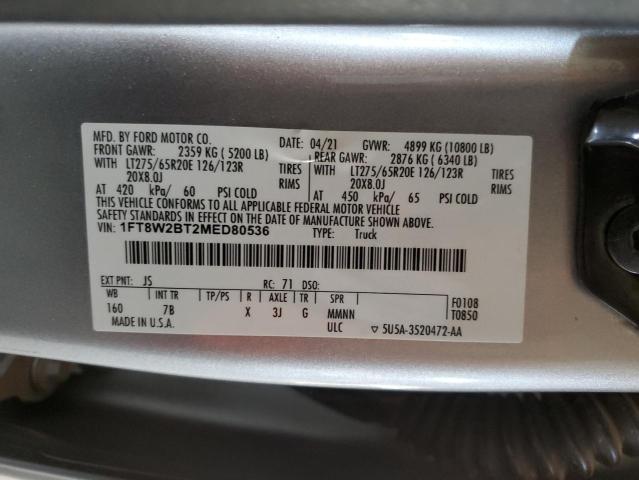 MFD. BY FORD MOTOR CO.
DATE: 04/21 GVWR: 4899 KG (10800 LB)
FRONT GAWR: 2359 KG ( 5200 LB)
REAR GAWR: 2876 KG ( 6340 LB)
WITH LT275/65R20E 126/123R TIRES
WITH LT275/65R20E 126/123R TIRES
20X8.0J RIMS
20X8.0J RIMS
AT 420 kPa/ 60 PSI COLD
AT 450 kPa/ 65 PSI COLD
THIS VEHICLE CONFORMS TO ALL APPLICABLE FEDERAL MOTOR VEHICLE
SAFETY STANDARDS IN EFFECT ON THE DATE OF MANUFACTURE SHOWN ABOVE.
VIN: 1FT8W2BT2MED80536 TYPE: Truck
EXT PNT: JS RC: 71 DSO:
WB INT TR TP/PS R AXLE TR SPR F0108
160 7B X 3J G MMNN T0850
MADE IN U.S.A. ULC ▽ 5U5A-3520472-AA